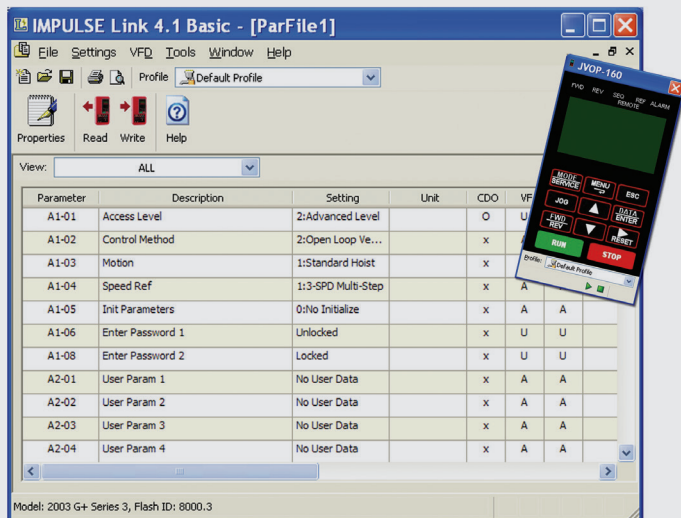 IMPULSE Link 4.1 Basic - [ParFile1]
File Settings VFD Tools Window Help
Profile Default Profile
Properties Read Write Help
View: ALL
Parameter Description Setting Unit CDO
A1-01 Access Level 2:Advanced Level O U
A1-02 Control Method 2:Open Loop Ve... x
A1-03 Motion 1:Standard Hoist x
A1-04 Speed Ref 1:3-SPD Multi-Step x A A
A1-05 Init Parameters 0:No Initialize x A A
A1-06 Enter Password 1 Unlocked x U U
A1-08 Enter Password 2 Locked x U U
A2-01 User Param 1 No User Data x A A
A2-02 User Param 2 No User Data x A A
A2-03 User Param 3 No User Data x A A
A2-04 User Param 4 No User Data x A A
Model: 2003 G+ Series 3, Flash ID: 8000.3
JVOP-160
FWD REV SEQ REF ALARM
REMOTE
MODE SERVICE MENU ESC
JOG DATA ENTER
FWD REV RESET
RUN STOP
Profile: Default Profile